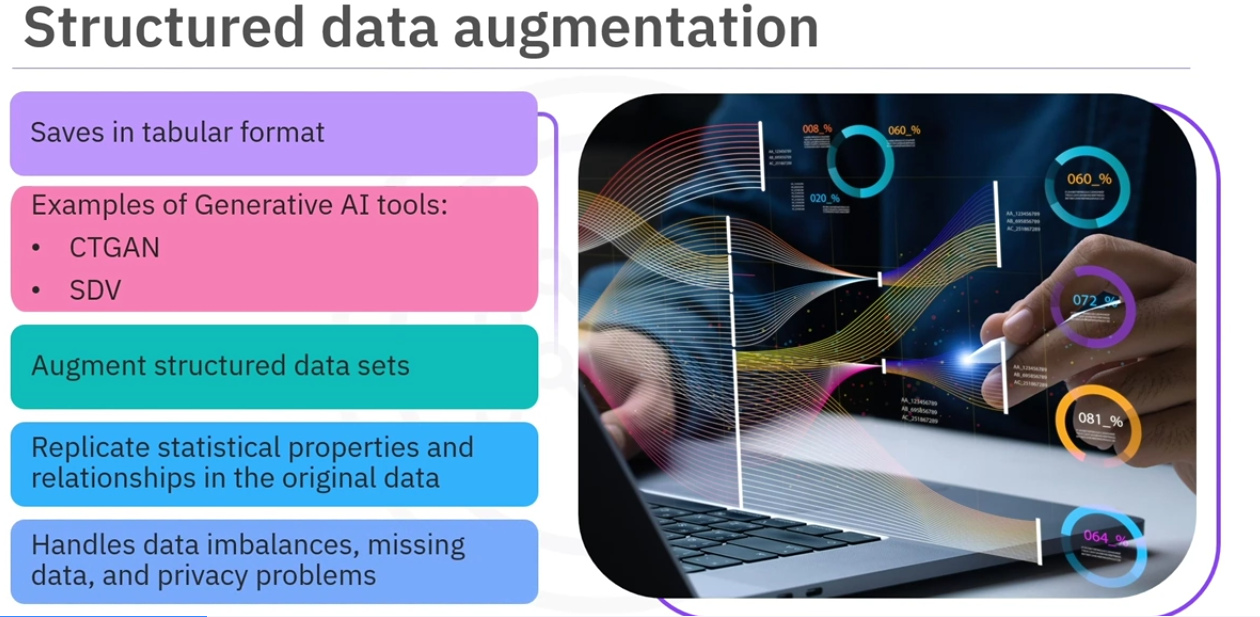 Structured data augmentation
Saves in tabular format
Examples of Generative AI tools:
• CTGAN
• SDV
Augment structured data sets
Replicate statistical properties and
relationships in the original data
Handles data imbalances, missing
data, and privacy problems
008_%
060_%
020_%
060_%
072_%
081_%
064_%
AA_123456789